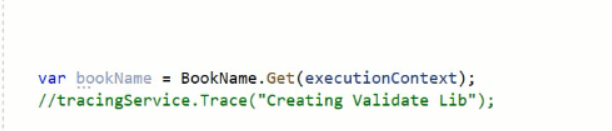 var bookName = BookName.Get(executionContext);
//tracingService.Trace("Creating Validate Lib");